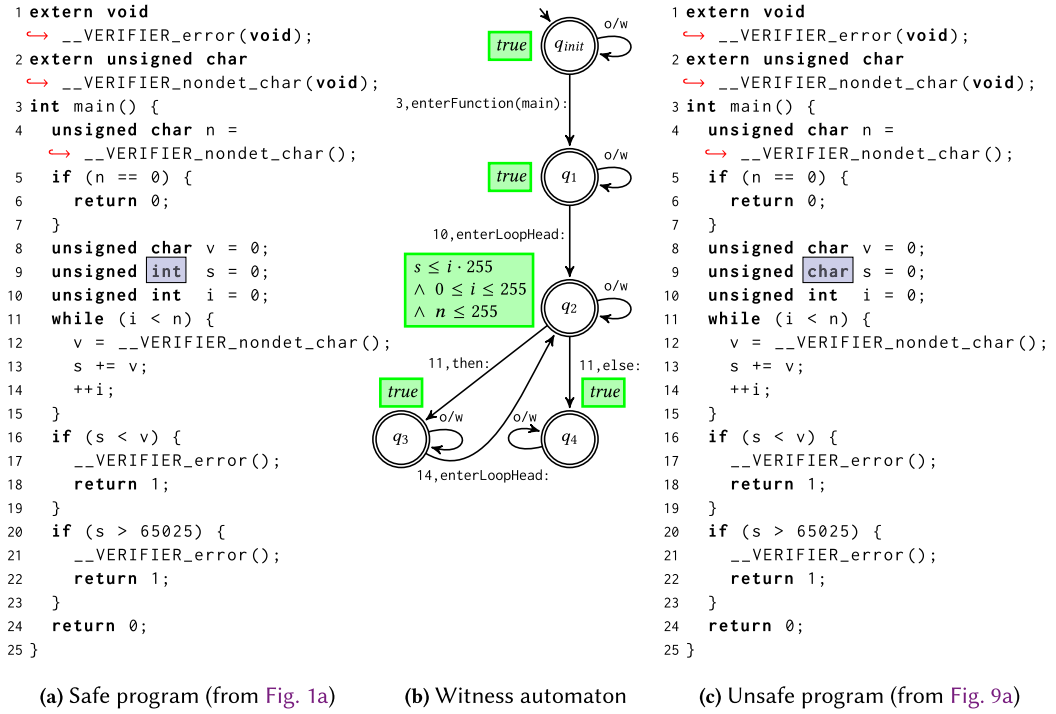 1 extern void
↪ __VERIFIER_error(void);
2 extern unsigned char
↪ __VERIFIER_nondet_char(void);
3 int main() {
4 unsigned char n =
↪ __VERIFIER_nondet_char();
5 if (n == 0) {
6 return 0;
7 }
8 unsigned char v = 0;
9 unsigned int s = 0;
10 unsigned int i = 0;
11 while (i < n) {
12 v = __VERIFIER_nondet_char();
13 s += v;
14 ++i;
15 }
16 if (s < v) {
17 __VERIFIER_error();
18 return 1;
19 }
20 if (s > 65025) {
21 __VERIFIER_error();
22 return 1;
23 }
24 return 0;
25 }
(a) Safe program (from Fig. 1a)
o/w
true
q_init
3,enterFunction(main):
o/w
true
q_1
10,enterLoopHead:
s ≤ i · 255
∧ 0 ≤ i ≤ 255
∧ n ≤ 255
o/w
q_2
11,then:
11,else:
true
true
o/w
o/w
q_3
q_4
14,enterLoopHead:
(b) Witness automaton
1 extern void
↪ __VERIFIER_error(void);
2 extern unsigned char
↪ __VERIFIER_nondet_char(void);
3 int main() {
4 unsigned char n =
↪ __VERIFIER_nondet_char();
5 if (n == 0) {
6 return 0;
7 }
8 unsigned char v = 0;
9 unsigned char s = 0;
10 unsigned int i = 0;
11 while (i < n) {
12 v = __VERIFIER_nondet_char();
13 s += v;
14 ++i;
15 }
16 if (s < v) {
17 __VERIFIER_error();
18 return 1;
19 }
20 if (s > 65025) {
21 __VERIFIER_error();
22 return 1;
23 }
24 return 0;
25 }
(c) Unsafe program (from Fig. 9a)